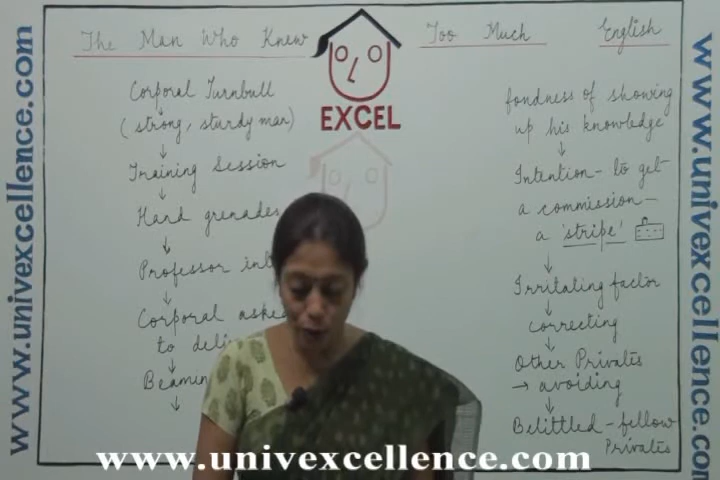 The Man Who Knew Too Much English
EXCEL
Corporal Turnbull
(strong, sturdy man)
↓
Training Session
↓
Hand grenades
↓
Professor
↓
Corporal asked
to
↓
↓
fondness of showing
up his knowledge
↓
Intention - to get
a commission -
a 'stripe'
↓
Irritating factor
↓
correcting
↓
Other Privates
→ avoiding
↓
Belittled - fellow
Privates
www.univexcellence.com
www.univexcellence.com
www.univexcellence.com